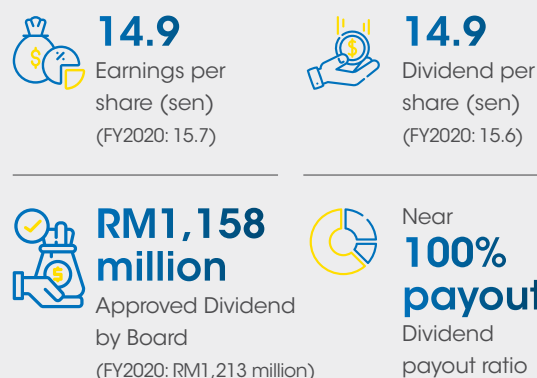 14.9
Earnings per
share (sen)
(FY2020: 15.7)
14.9
Dividend per
share (sen)
(FY2020: 15.6)
RM1,158
million
Approved Dividend
by Board
(FY2020: RM1,213 million)
Near
100%
payout
Dividend
payout ratio